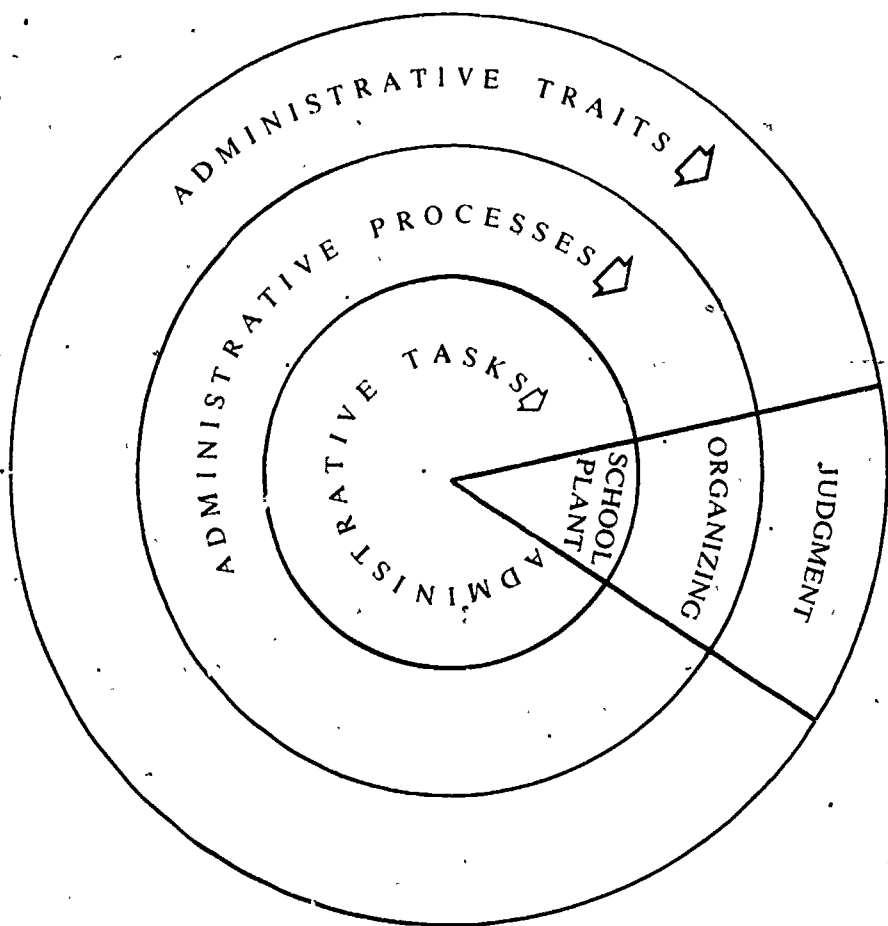 ADMINISTRATIVE TRAITS
ADMINISTRATIVE PROCESSES
ADMINISTRATIVE TASKS
SCHOOL
PLANT
ORGANIZING
JUDGMENT